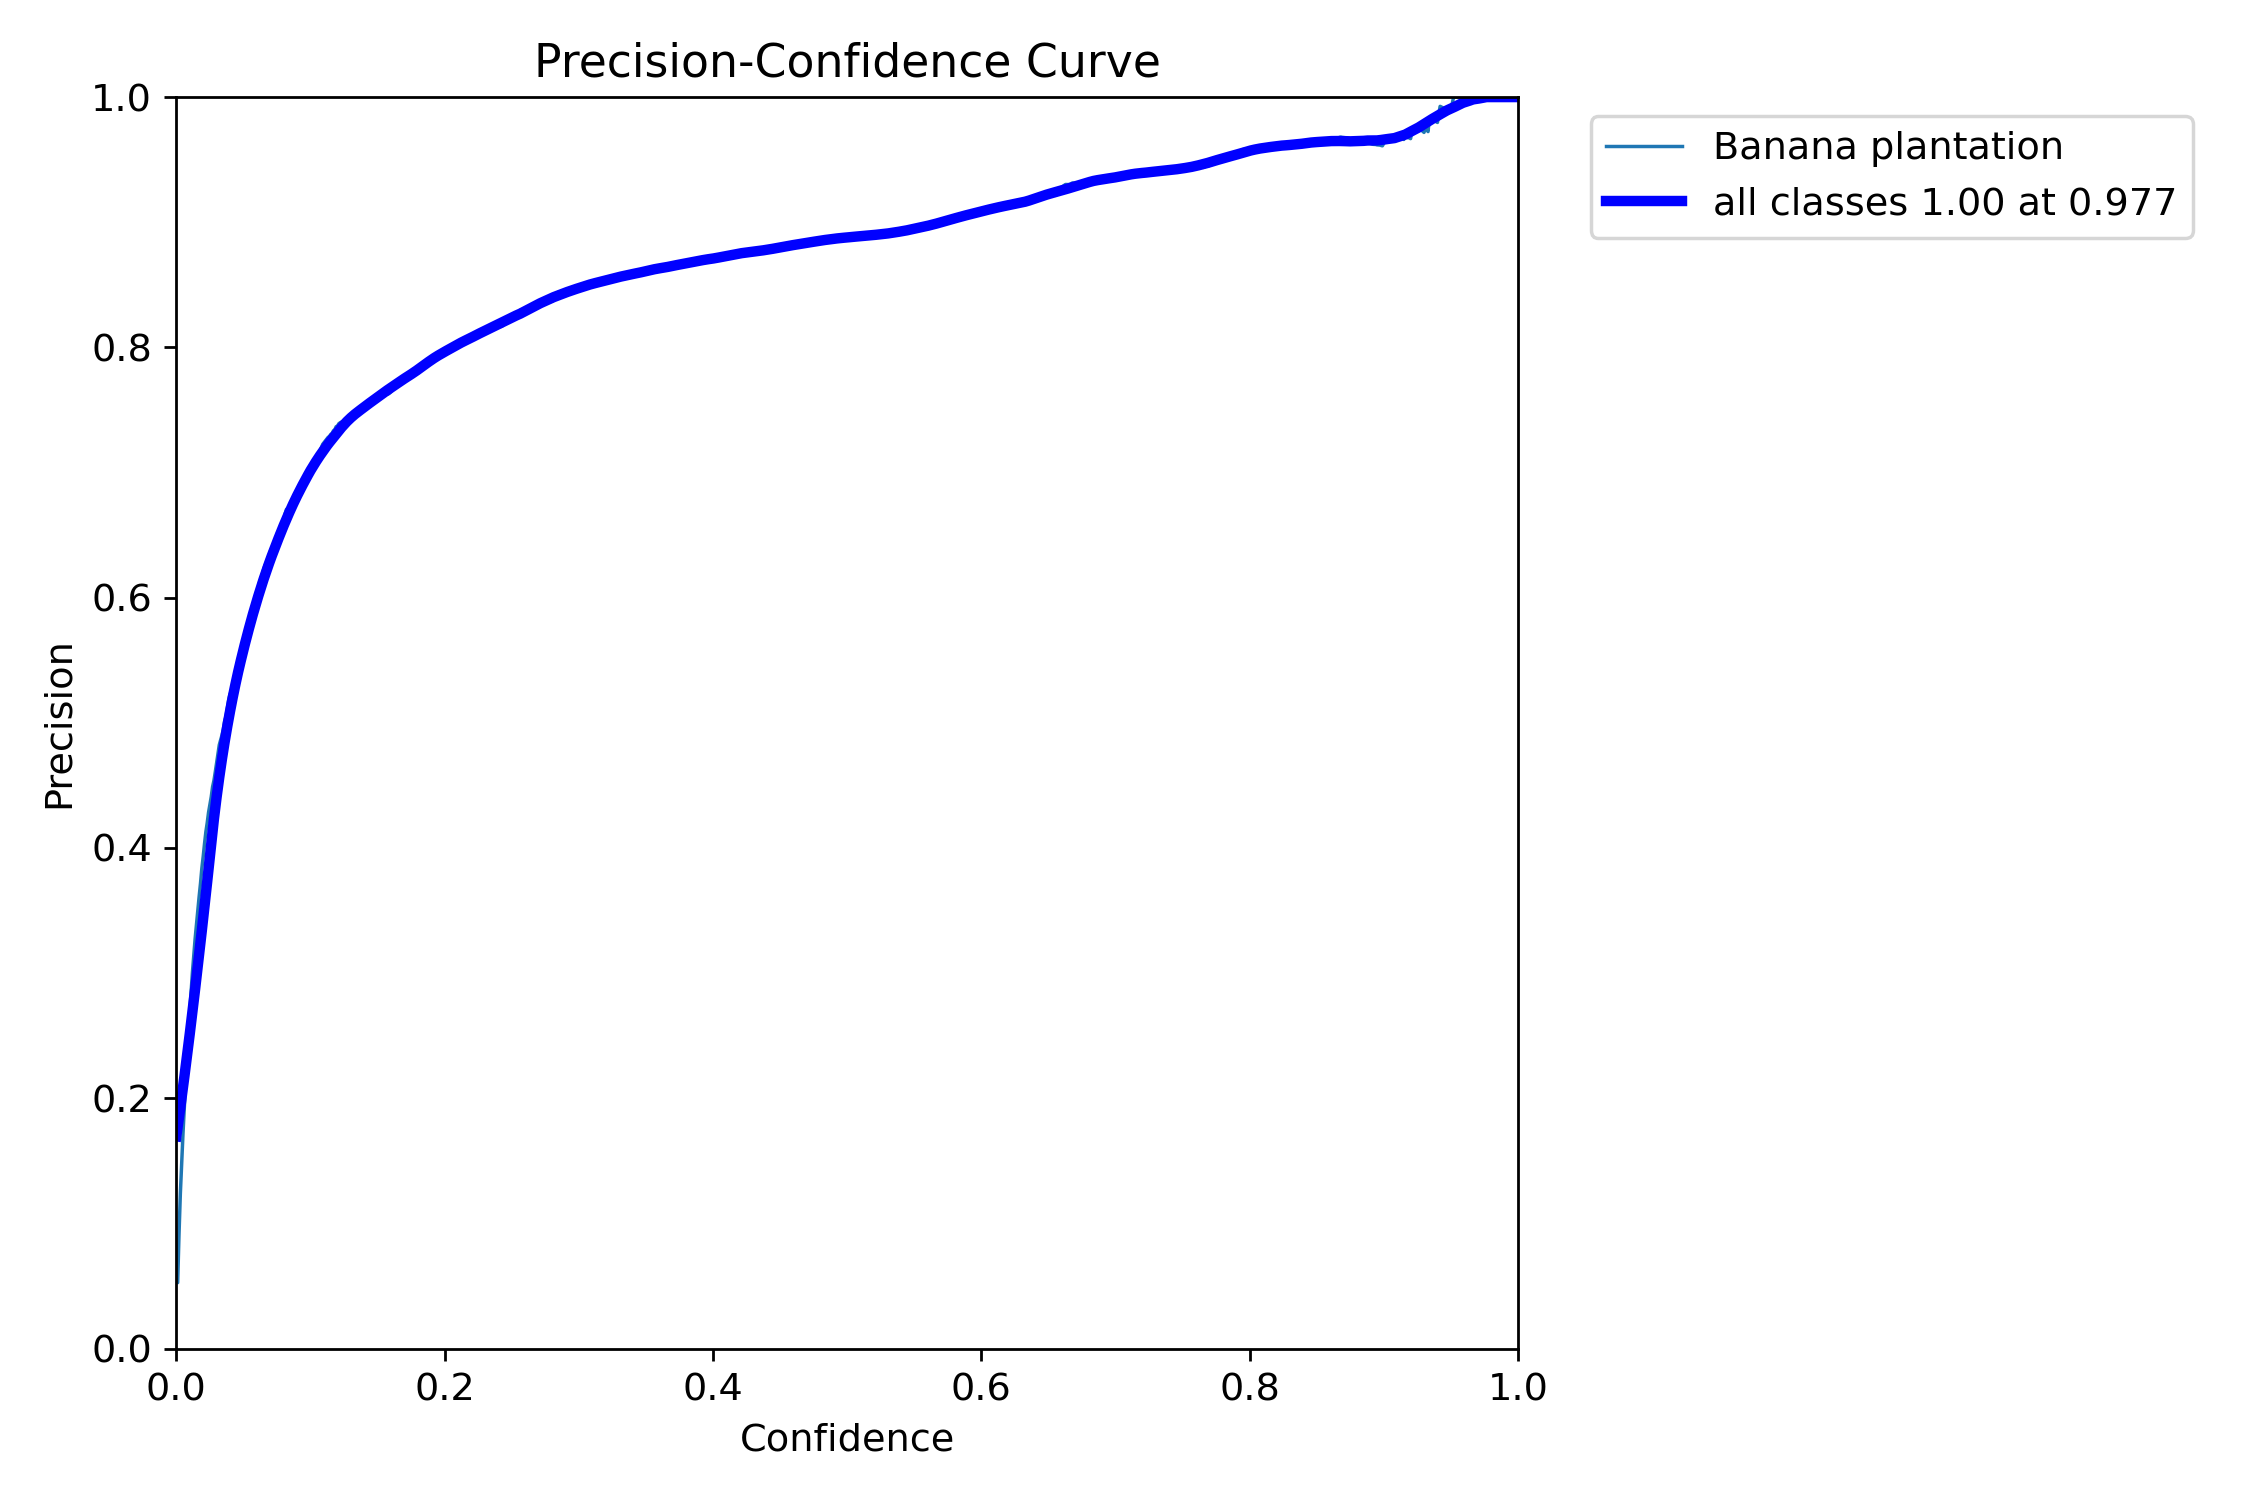 Precision-Confidence Curve
Banana plantation
all classes 1.00 at 0.977
Precision
1.0
0.8
0.6
0.4
0.2
0.0
0.0 0.2 0.4 0.6 0.8 1.0
Confidence